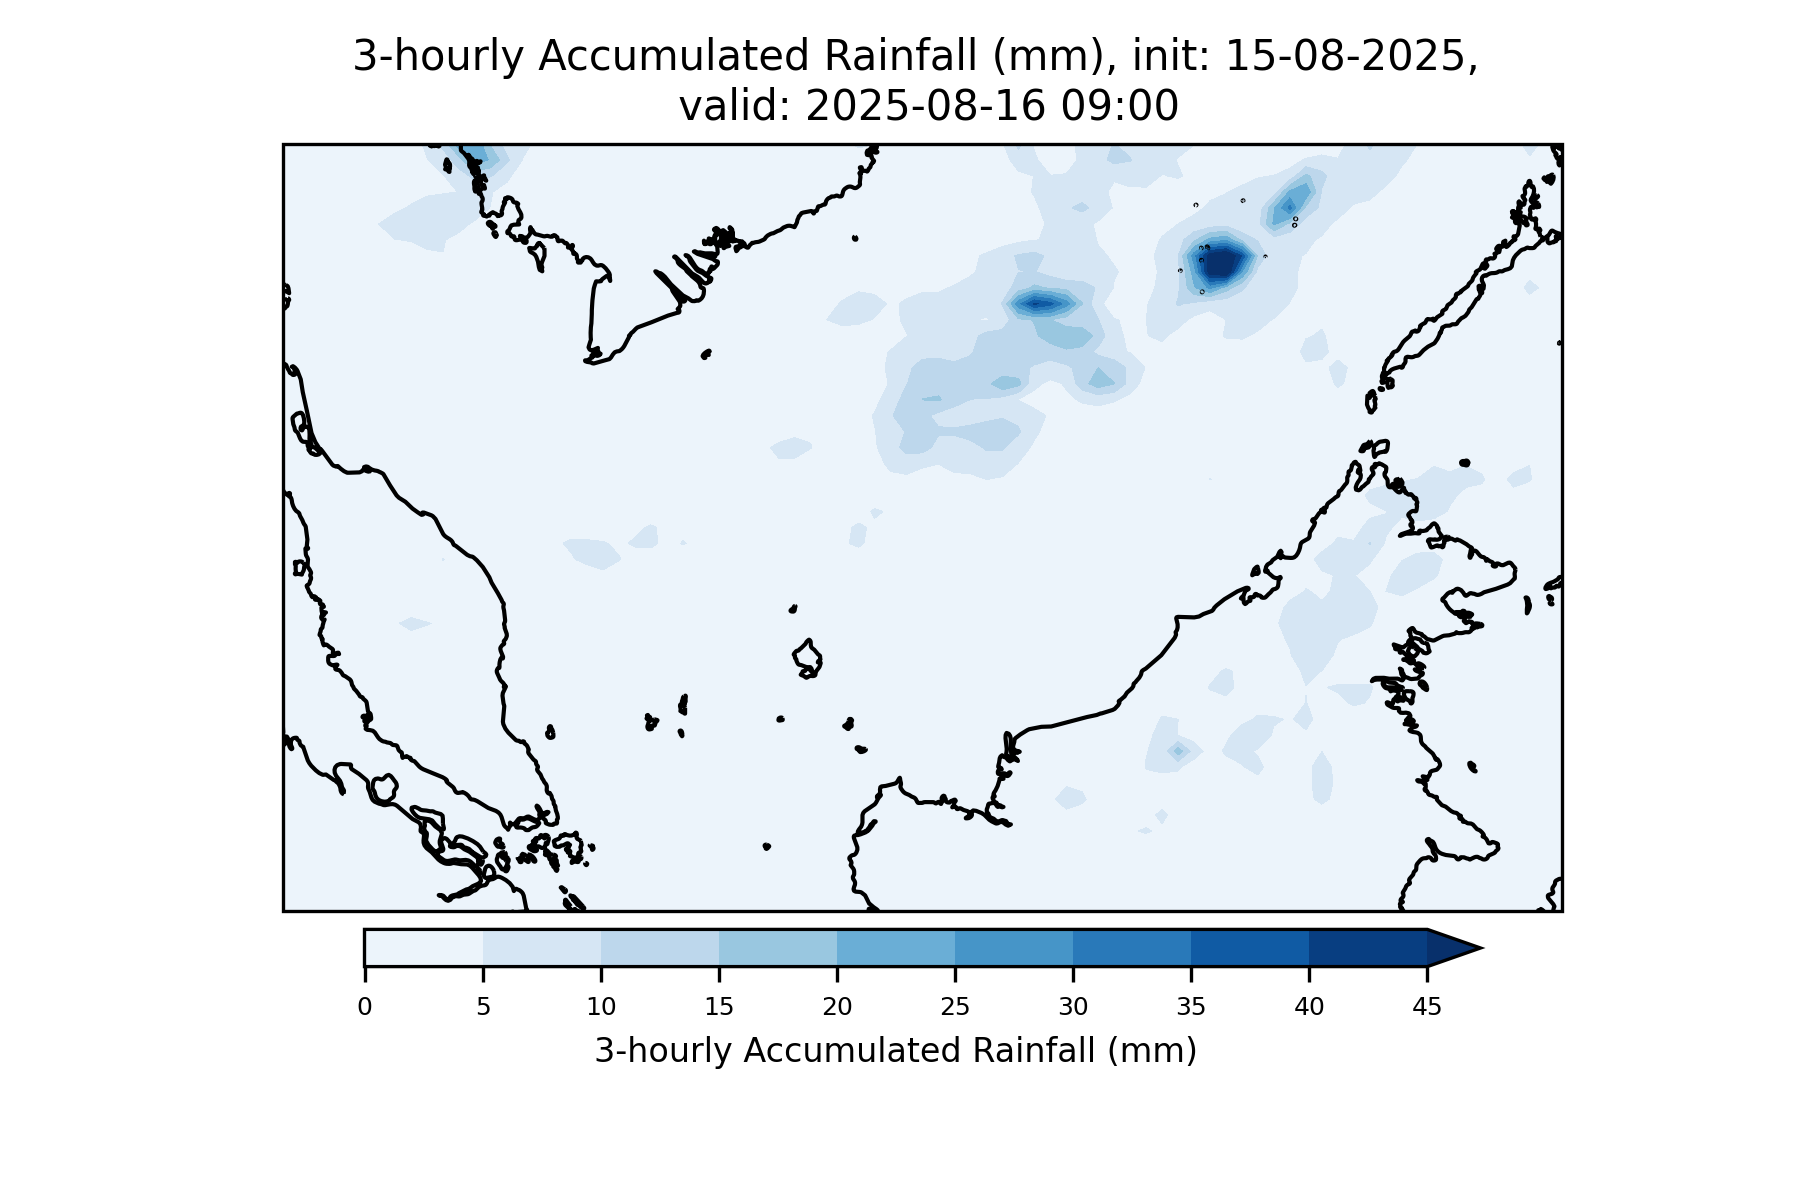 3-hourly Accumulated Rainfall (mm), init: 15-08-2025,
valid: 2025-08-16 09:00
0 5 10 15 20 25 30 35 40 45
3-hourly Accumulated Rainfall (mm)